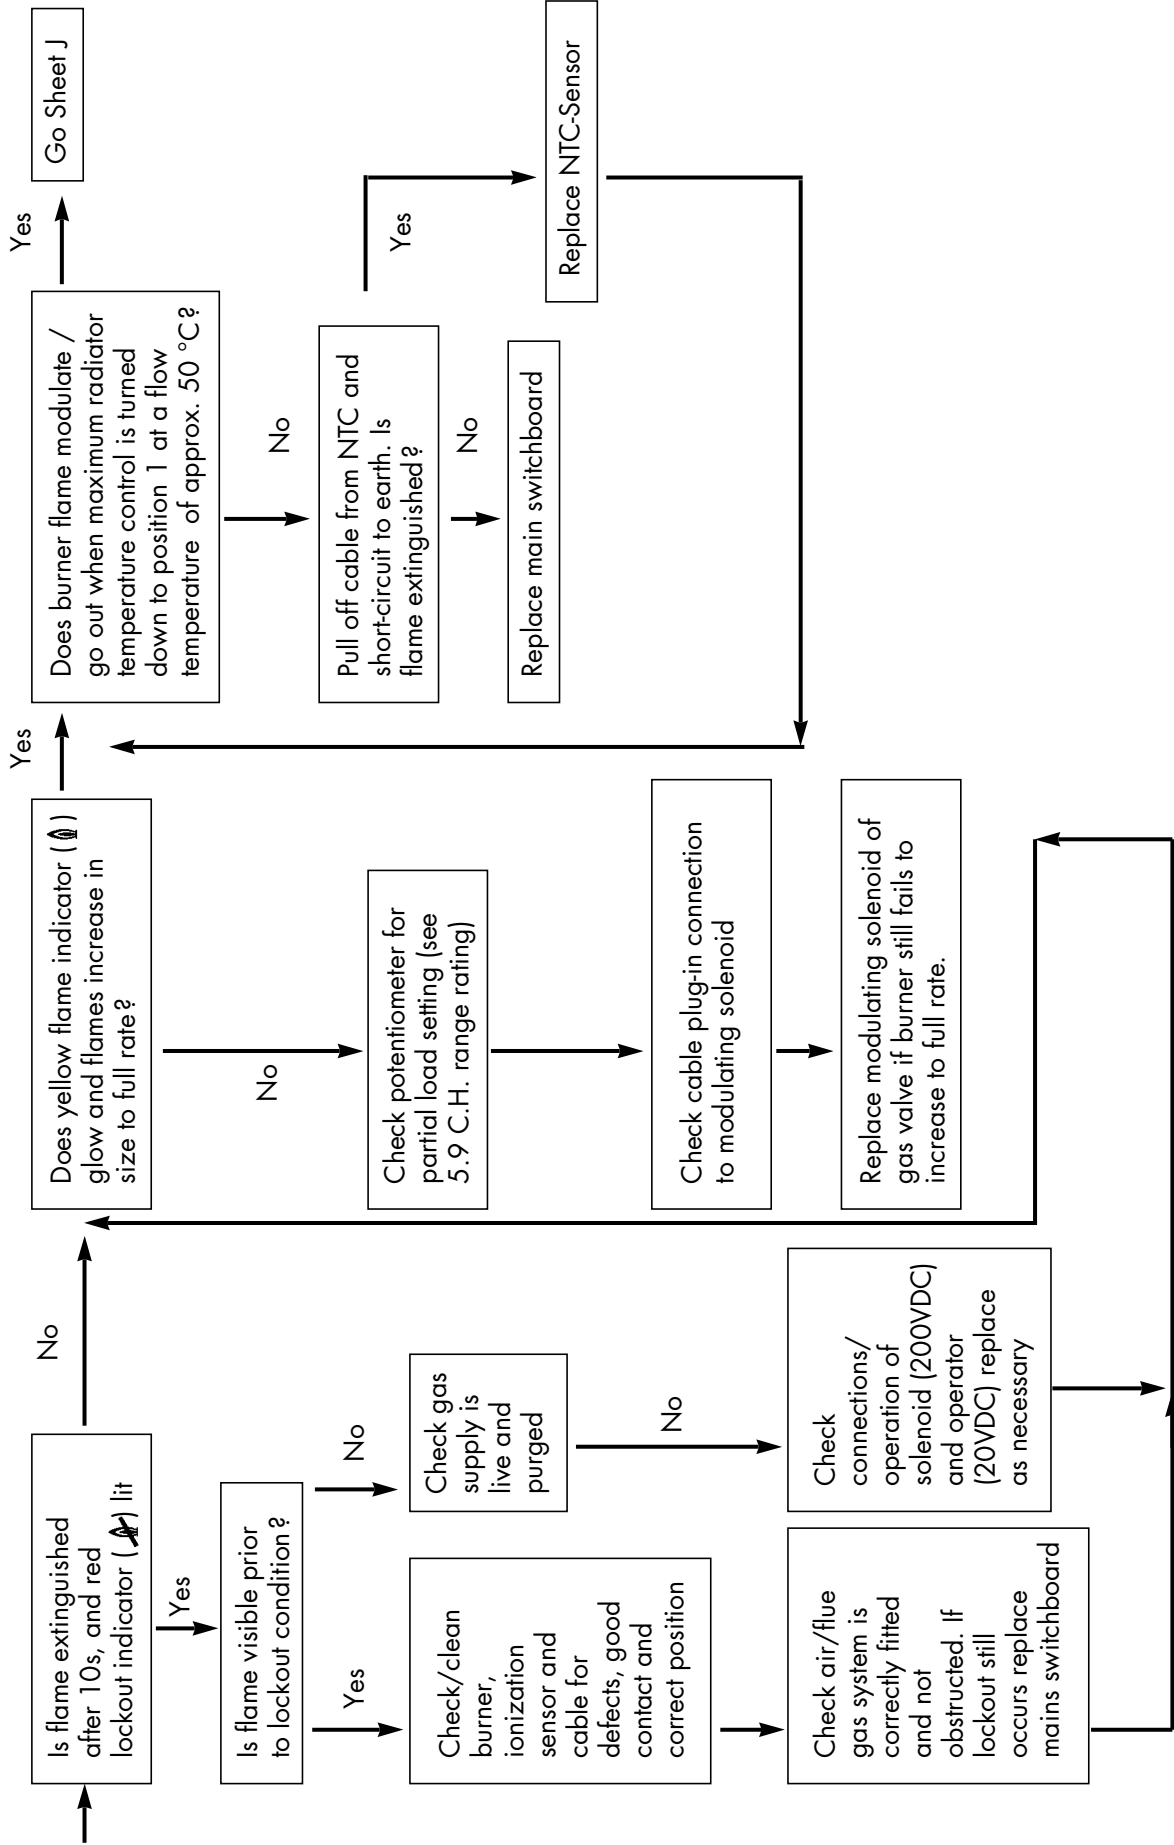 Is flame extinguished
after 10s, and red
lockout indicator ( ) lit
No
Yes
Is flame visible prior
to lockout condition?
Yes
No
Check/clean
burner,
ionization
sensor and
cable for
defects, good
contact and
correct position
Check gas
supply is
live and
purged
No
Check air/flue
gas system is
correctly fitted
and not
obstructed. If
lockout still
occurs replace
mains switchboard
Check
connections/
operation of
solenoid (200VDC)
and operator
(20VDC) replace
as necessary
Does yellow flame indicator ( )
glow and flames increase in
size to full rate?
Yes
No
Check potentiometer for
partial load setting (see
5.9 C.H. range rating)
Check cable plug-in connection
to modulating solenoid
Replace modulating solenoid of
gas valve if burner still fails to
increase to full rate.
Does burner flame modulate /
go out when maximum radiator
temperature control is turned
down to position 1 at a flow
temperature of approx. 50 °C?
Yes
Go Sheet J
No
Pull off cable from NTC and
short-circuit to earth. Is
flame extinguished?
Yes
No
Replace main switchboard
Replace NTC-Sensor